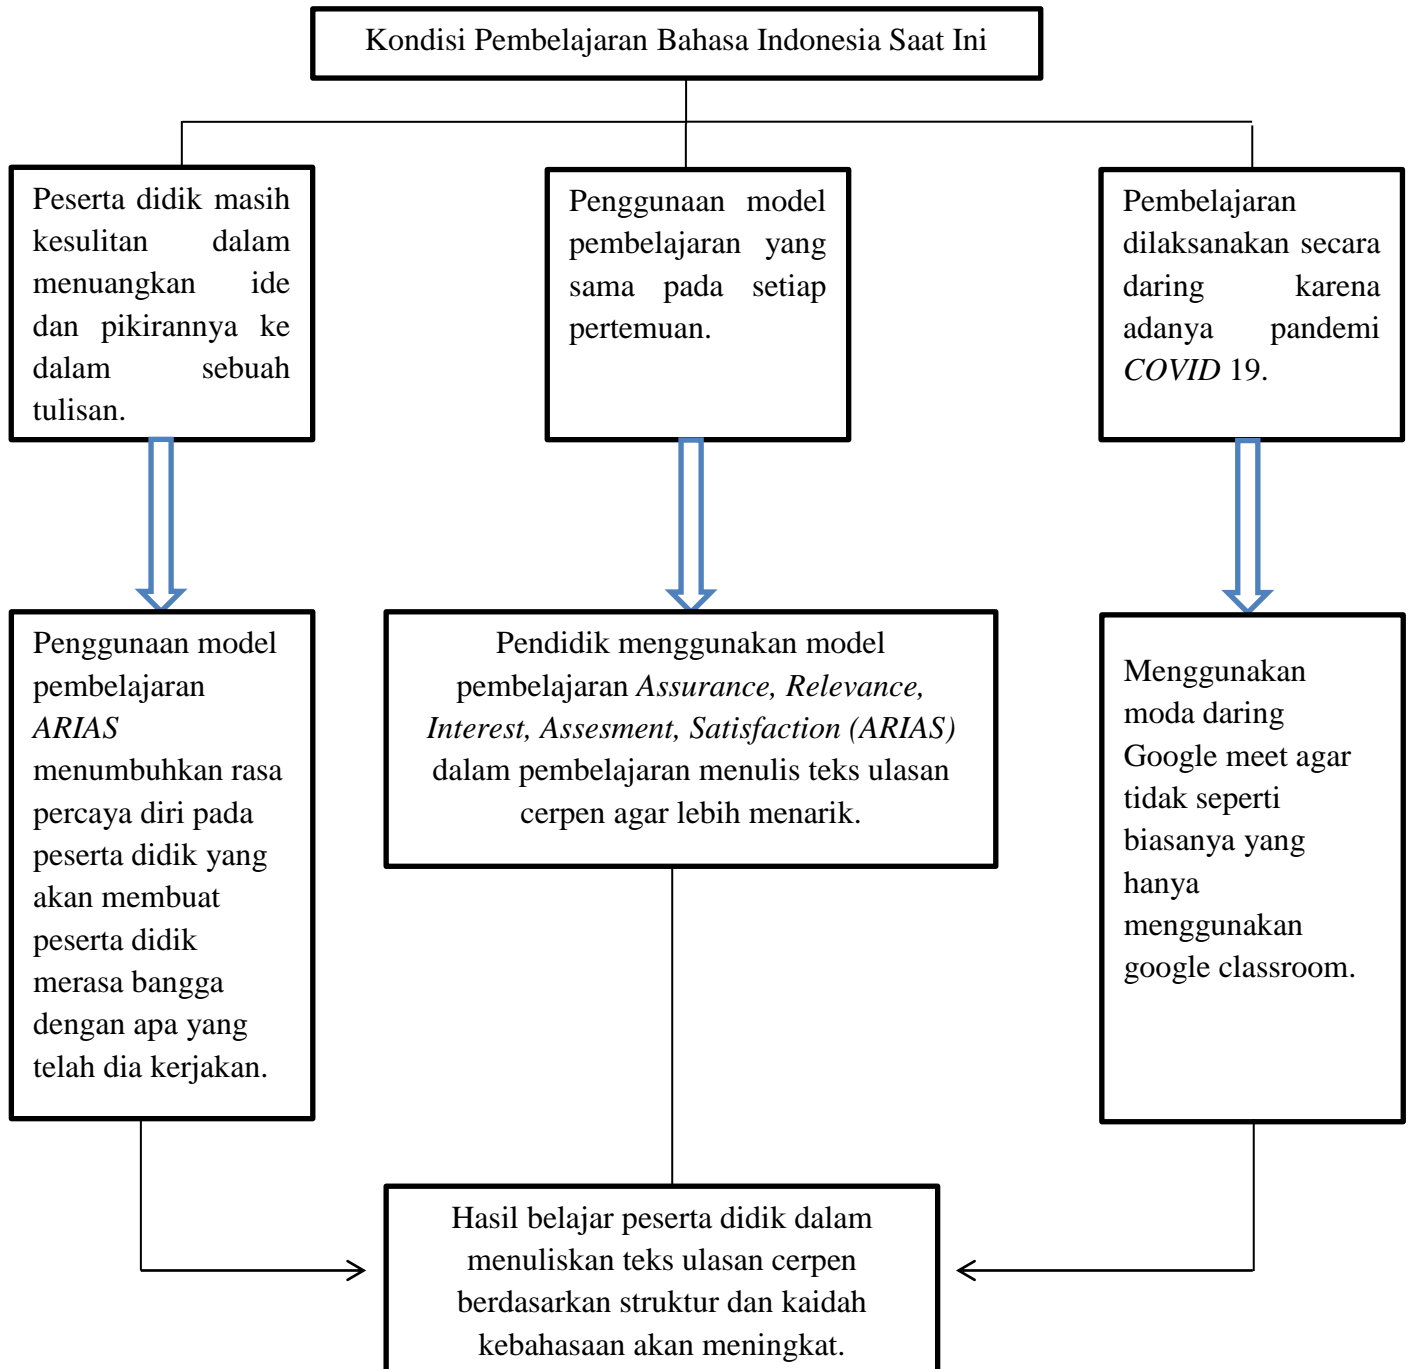 Kondisi Pembelajaran Bahasa Indonesia Saat Ini
Peserta didik masih
kesulitan dalam
menuangkan ide
dan pikirannya ke
dalam sebuah
tulisan.
Penggunaan model
pembelajaran yang
sama pada setiap
pertemuan.
Pembelajaran
dilaksanakan secara
daring karena
adanya pandemi
COVID 19.
Penggunaan model
pembelajaran
ARIAS
menumbuhkan rasa
percaya diri pada
peserta didik yang
akan membuat
peserta didik
merasa bangga
dengan apa yang
telah dia kerjakan.
Pendidik menggunakan model
pembelajaran Assurance, Relevance,
Interest, Assesment, Satisfaction (ARIAS)
dalam pembelajaran menulis teks ulasan
cerpen agar lebih menarik.
Menggunakan
moda daring
Google meet agar
tidak seperti
biasanya yang
hanya
menggunakan
google classroom.
Hasil belajar peserta didik dalam
menuliskan teks ulasan cerpen
berdasarkan struktur dan kaidah
kebahasaan akan meningkat.